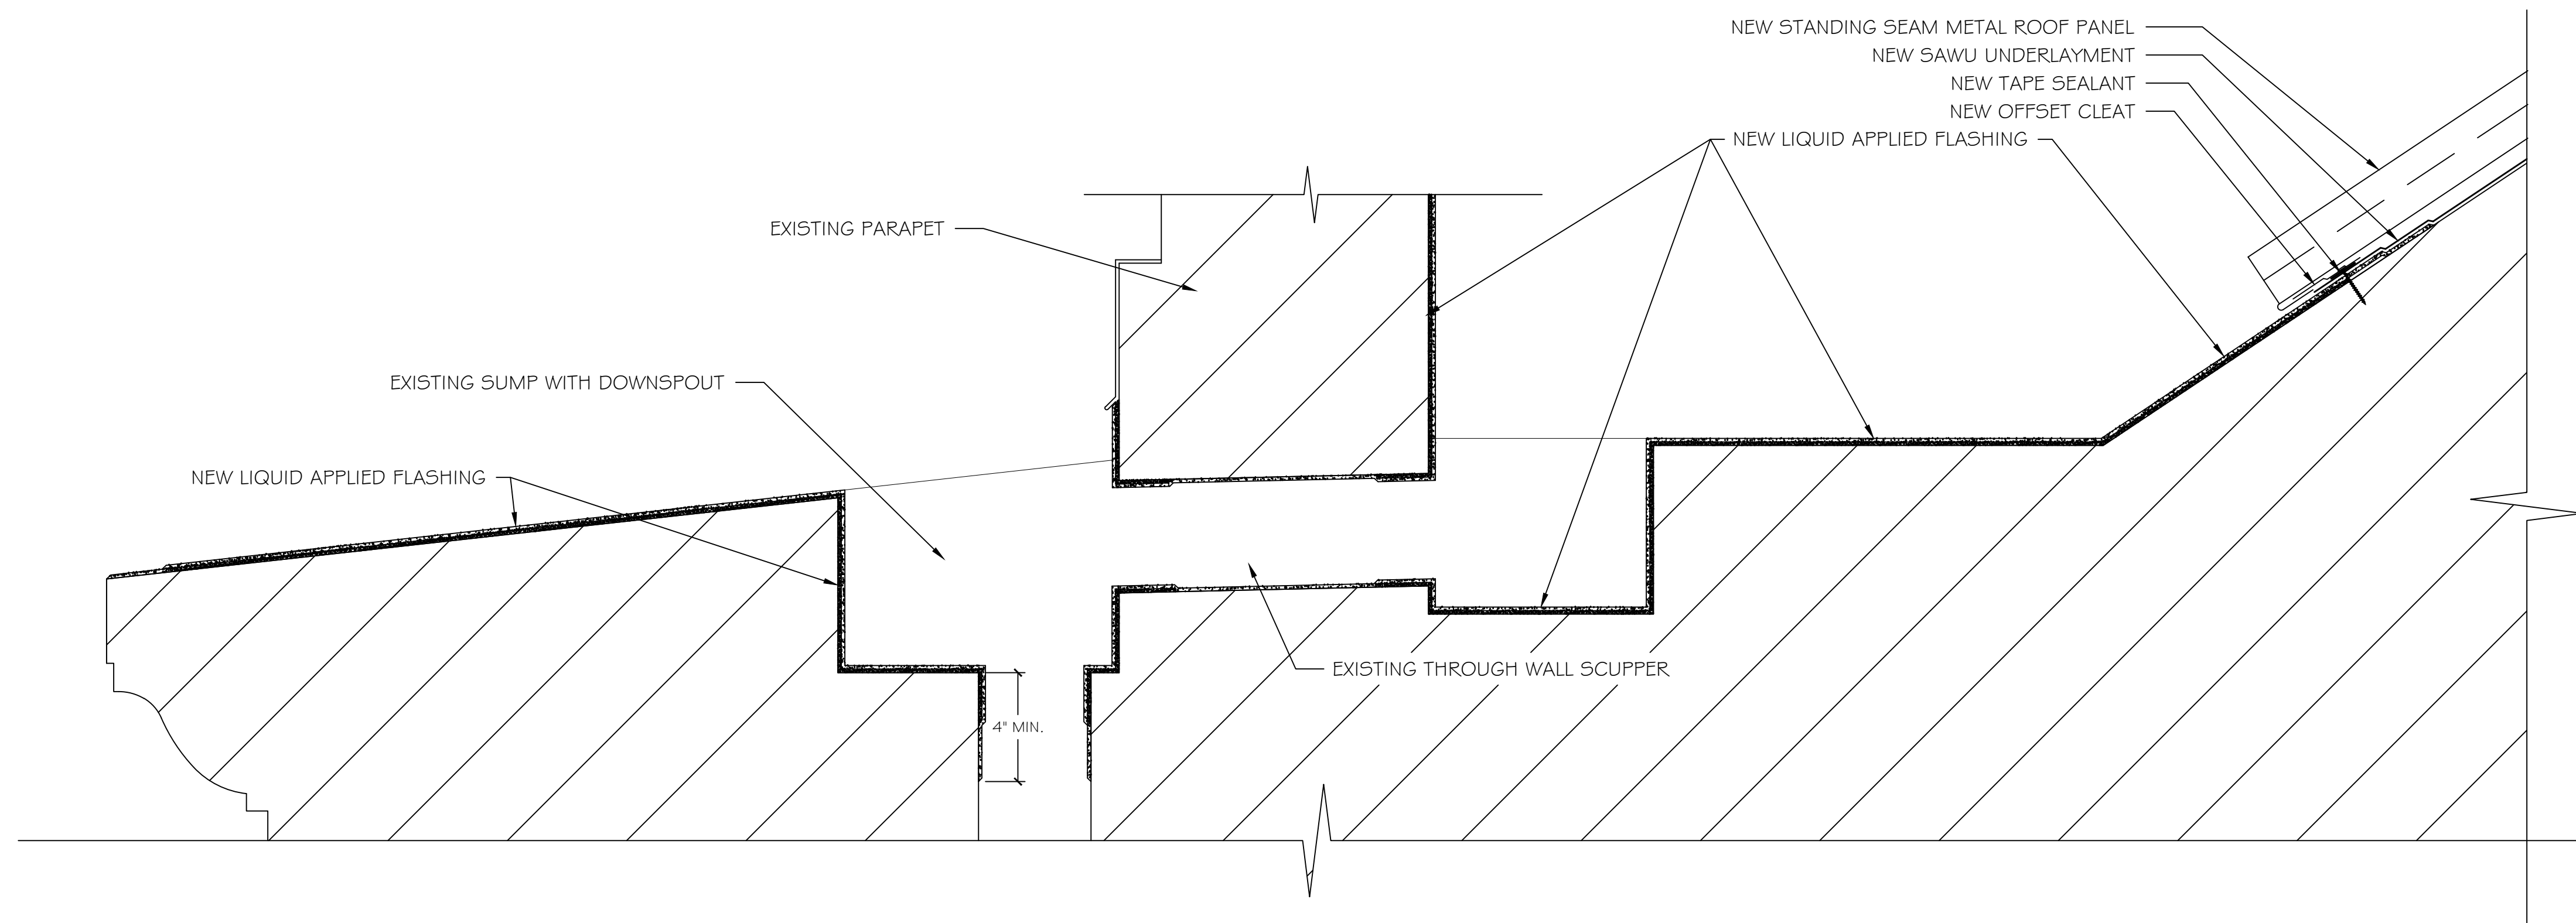 NEW STANDING SEAM METAL ROOF PANEL
NEW SAWU UNDERLAYMENT
NEW TAPE SEALANT
NEW OFFSET CLEAT
NEW LIQUID APPLIED FLASHING
EXISTING PARAPET
EXISTING SUMP WITH DOWNSPOUT
NEW LIQUID APPLIED FLASHING
EXISTING THROUGH WALL SCUPPER
4" MIN.